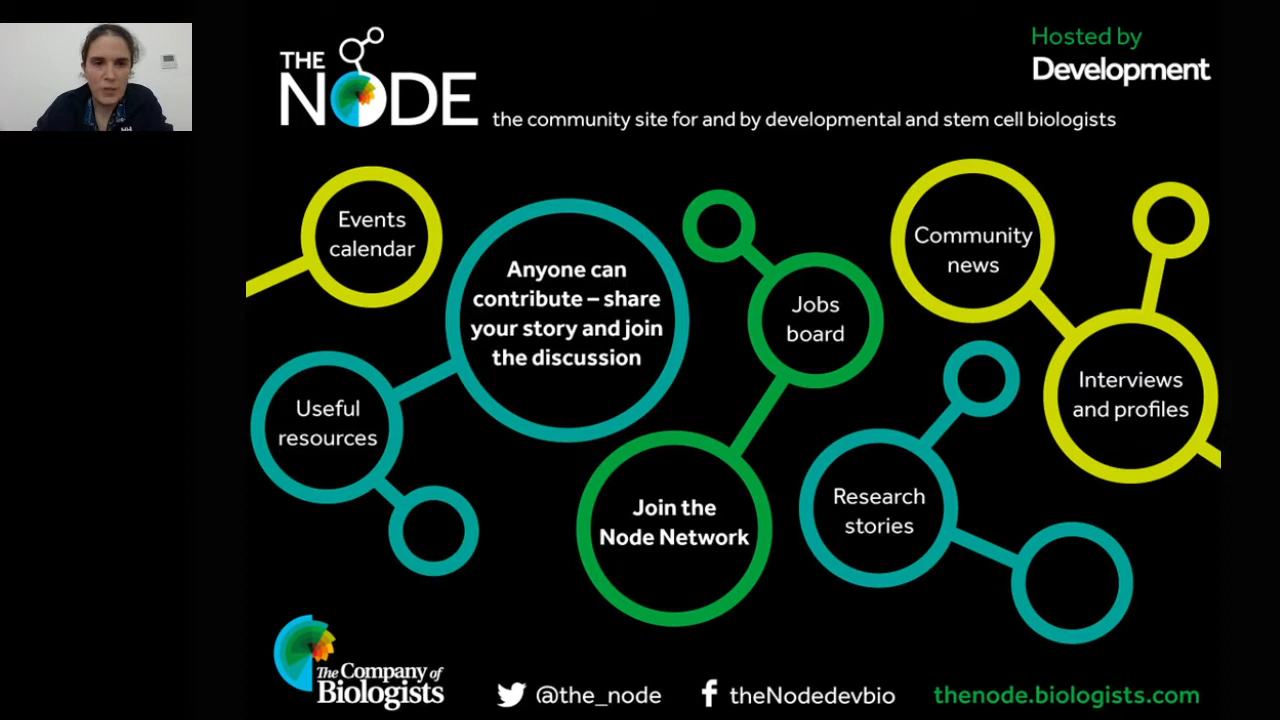 THE
NODE
the community site for and by developmental and stem cell biologists
Hosted by
Development
Events
calendar
Anyone can
contribute – share
your story and join
the discussion
Jobs
board
Community
news
Useful
resources
Join the
Node Network
Research
stories
Interviews
and profiles
The Company of
Biologists
@the_node
theNodedevbio
thenode.biologists.com
HH